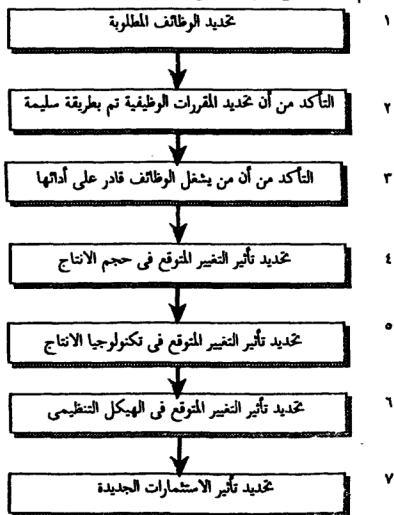 ١ تحديد الوظائف المطلوبة
٢ التأكد من أن تحديد المقررات الوظيفية تم بطريقة سليمة
٣ التأكد من أن من يشغل الوظائف قادر على أدائها
٤ تحديد تأثير التغيير المتوقع فى حجم الانتاج
٥ تحديد تأثير التغيير المتوقع فى تكنولوجيا الانتاج
٦ تحديد تأثير التغيير المتوقع فى الهيكل التنظيمى
٧ تحديد تأثير الاستثمارات الجديدة